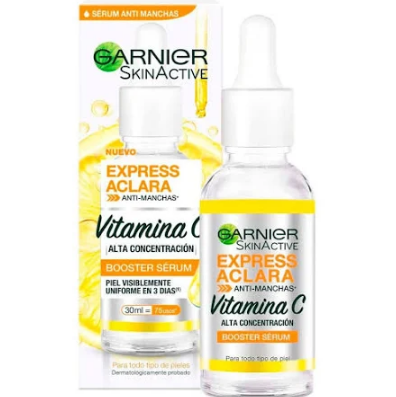 SÉRUM ANTI MANCHAS
GARNIER
SKINACTIVE
NUEVO
EXPRESS
ACLARA
ANTI-MANCHAS*
Vitamina C
ALTA CONCENTRACIÓN
BOOSTER SÉRUM
PIEL VISIBLEMENTE
UNIFORME EN 3 DIAS
30ml =
Para todo tipo de pieles
Dermatológicamente probado
GARNIER
SKINACTIVE
EXPRESS
ACLARA
ANTI-MANCHAS*
Vitamina C
ALTA CONCENTRACIÓN
BOOSTER SÉRUM
Para todo tipo de piel